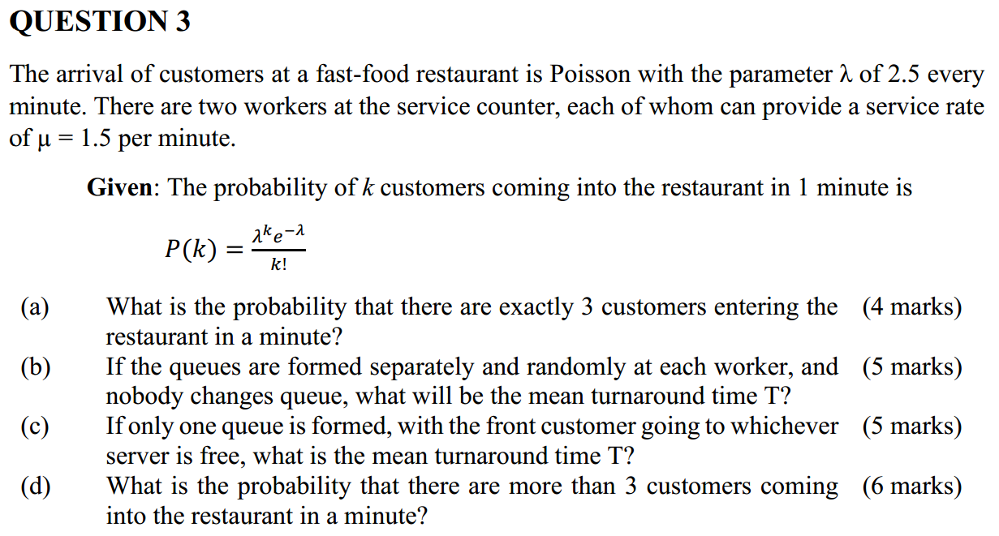 QUESTION 3
The arrival of customers at a fast-food restaurant is Poisson with the parameter λ of 2.5 every
minute. There are two workers at the service counter, each of whom can provide a service rate
of μ = 1.5 per minute.
Given: The probability of k customers coming into the restaurant in 1 minute is
P(k) = λ^k e^−λ / k!
(a) What is the probability that there are exactly 3 customers entering the (4 marks)
restaurant in a minute?
(b) If the queues are formed separately and randomly at each worker, and (5 marks)
nobody changes queue, what will be the mean turnaround time T?
(c) If only one queue is formed, with the front customer going to whichever (5 marks)
server is free, what is the mean turnaround time T?
(d) What is the probability that there are more than 3 customers coming (6 marks)
into the restaurant in a minute?